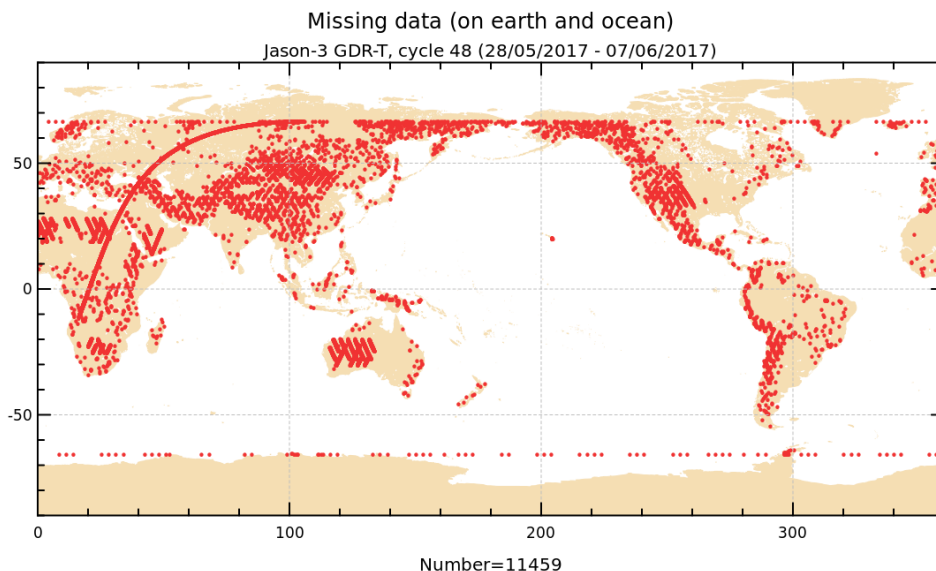 Missing data (on earth and ocean)
Jason-3 GDR-T, cycle 48 (28/05/2017 - 07/06/2017)
50
0
-50
0 100 200 300
Number=11459